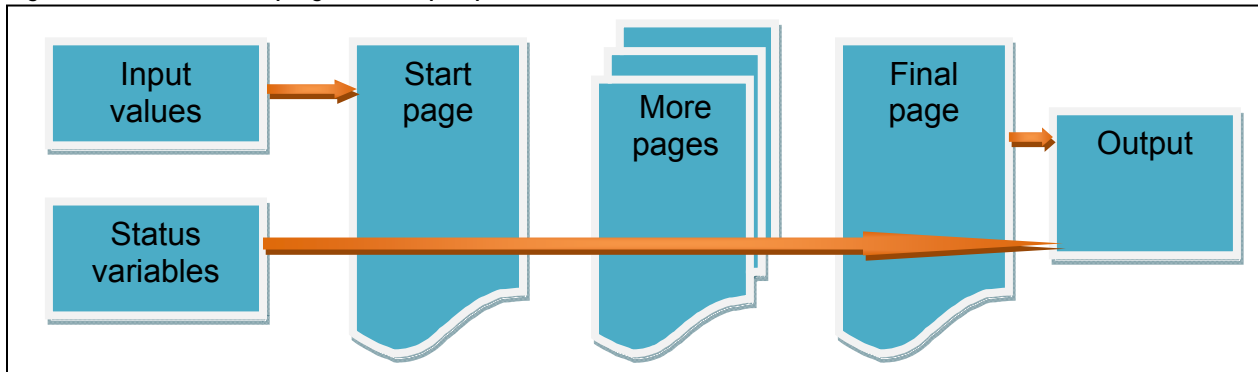 Input
values
Start
page
More
pages
Final
page
Output
Status
variables